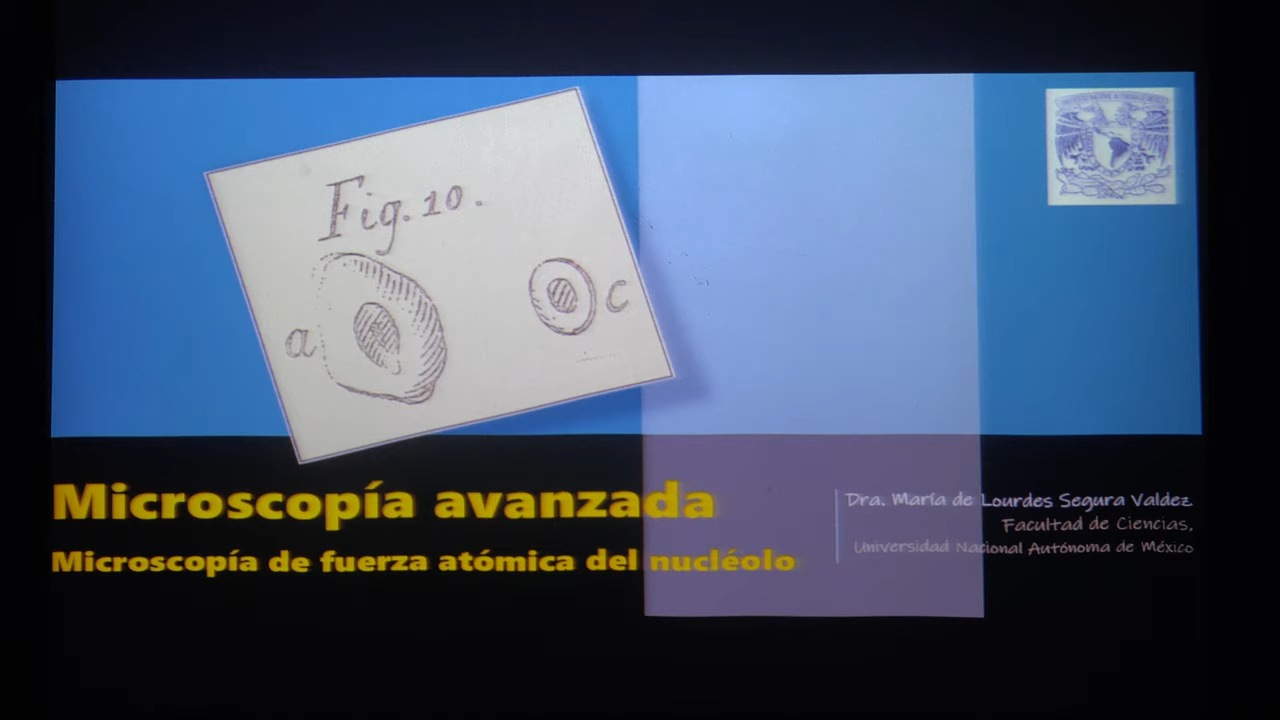 Fig. 10.
a
c
Microscopía avanzada
Microscopía de fuerza atómica del nucléolo
Dra. María de Lourdes Segura Valdez
Facultad de Ciencias,
Universidad Nacional Autónoma de México